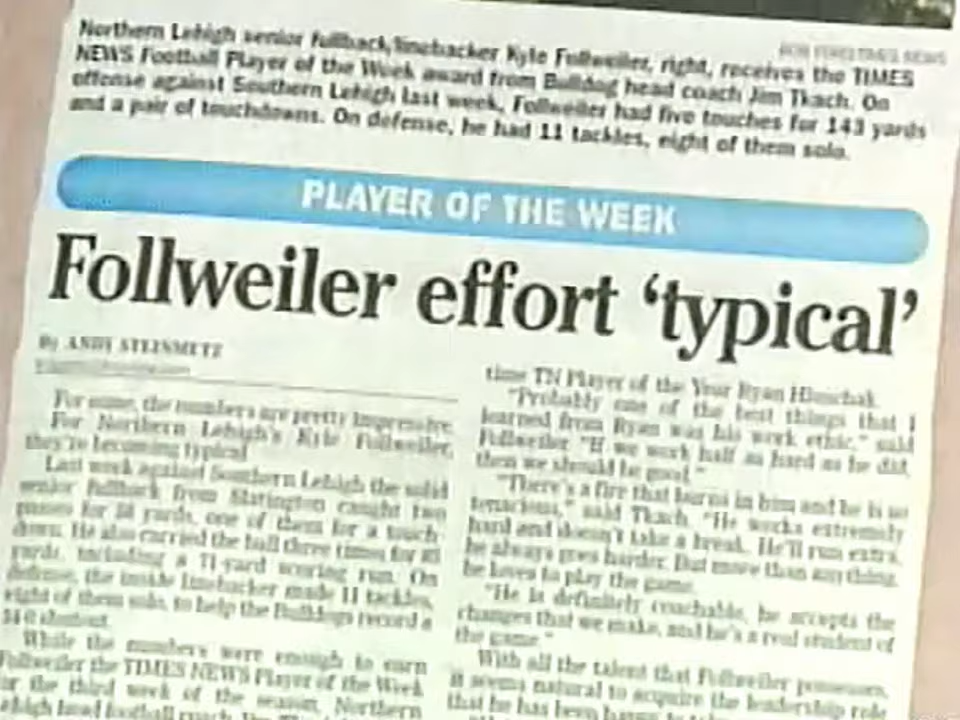 Northern Lehigh senior fullback/linebacker Kyle Follweiler, right, receives the TIMES
NEWS Football Player of the Week award from Bulldog head coach Jim Tkach. On
offense against Southern Lehigh last week, Follweiler had five touches for 143 yards
and a pair of touchdowns. On defense, he had 11 tackles, eight of them solo.
PLAYER OF THE WEEK
Follweiler effort 'typical'
By ANDY STEINMETZ
For some, the numbers are pretty impressive.
For Northern Lehigh's Kyle Follweiler,
they're becoming typical.
Last week against Southern Lehigh the solid
senior fullback from Slatington caught two
passes for 58 yards, one of them for a touch-
down. He also carried the ball three times for
yards, including a 71-yard scoring run. On
defense, the inside linebacker made 11 tackles,
eight of them solo, to help the Bulldogs record a
shutout.
While the numbers were enough to earn
Follweiler the TIMES NEWS Player of the Week
for the third week of the season, Northern
Lehigh head football coach
time TN Player of the Year Ryan
"Probably one of the best things that I
learned from Ryan was his work ethic," said
Follweiler "If we work half as hard as he did,
then we should be good."
"There's a fire that burns in him and he is so
tenacious," said Tkach. "He works extremely
hard and doesn't take a break. He'll run extra,
he always goes harder. But more than anything,
he loves to play the game.
"He is definitely coachable, he accepts the
changes that we make, and he's a real student of
the game."
With all the talent that Follweiler possesses,
it seems natural to acquire the leadership role
that he has been